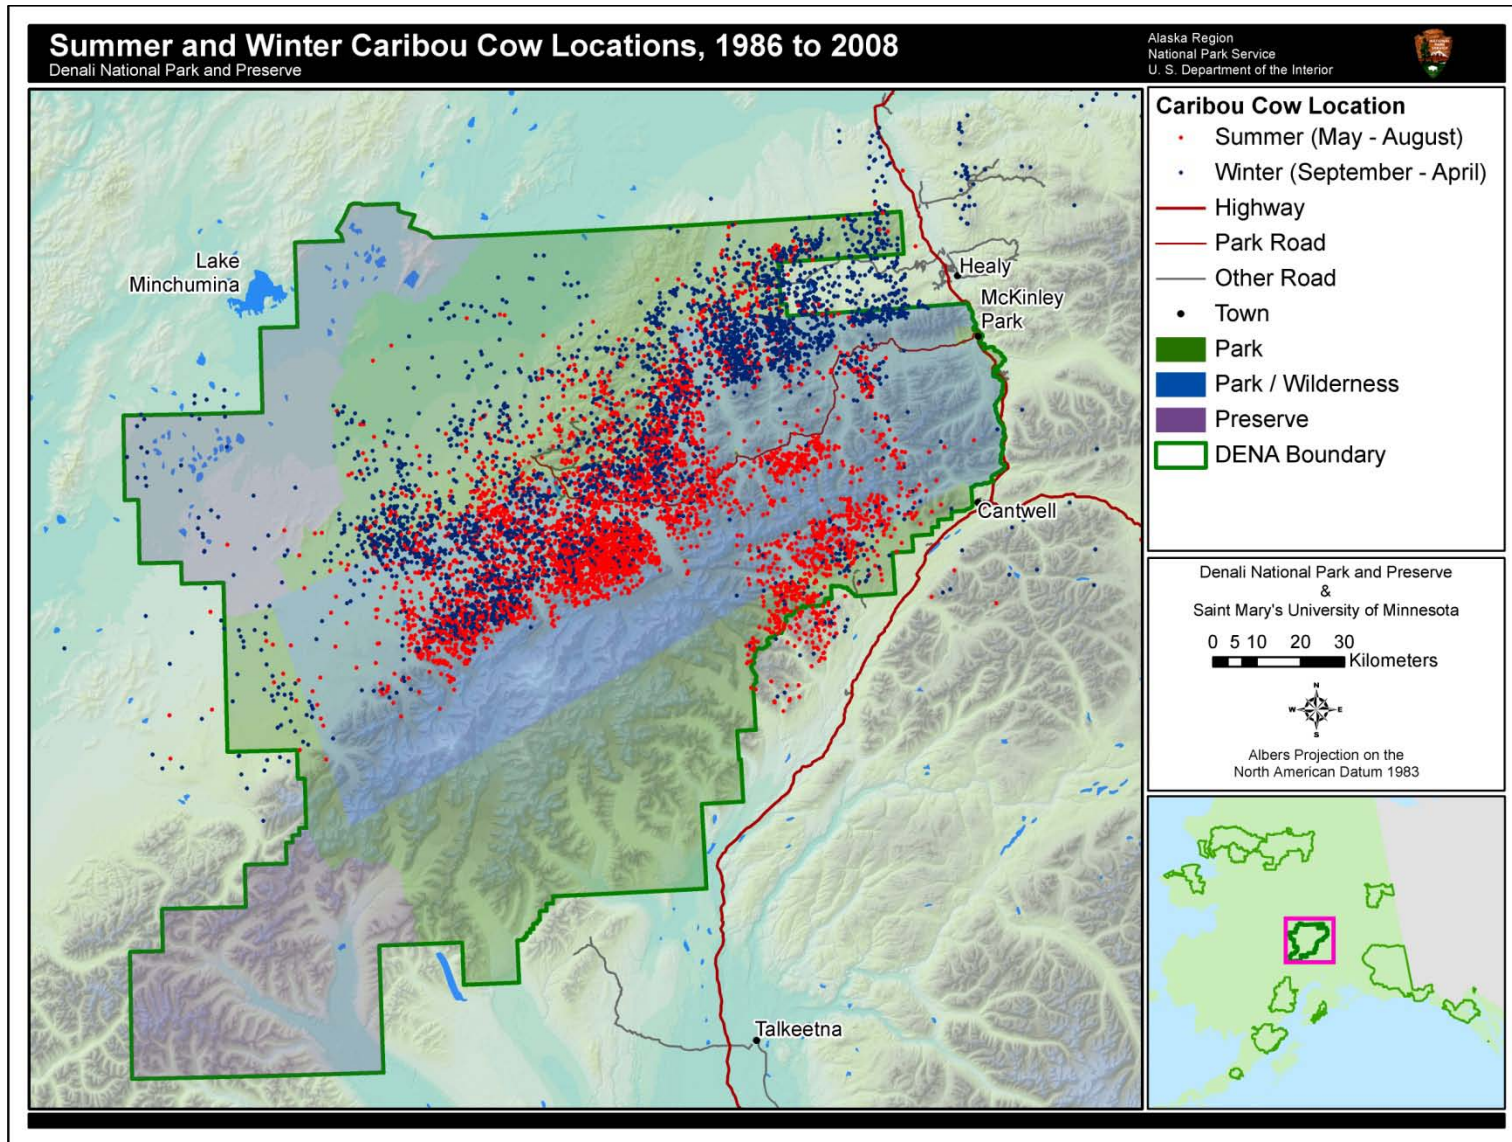 Summer and Winter Caribou Cow Locations, 1986 to 2008
Denali National Park and Preserve
Alaska Region
National Park Service
U. S. Department of the Interior
Lake
Minchumina
Healy
McKinley
Park
Cantwell
Talkeetna
Caribou Cow Location
Summer (May - August)
Winter (September - April)
Highway
Park Road
Other Road
Town
Park
Park / Wilderness
Preserve
DENA Boundary
Denali National Park and Preserve
&
Saint Mary's University of Minnesota
0 5 10 20 30
Kilometers
N
W E
S
Albers Projection on the
North American Datum 1983